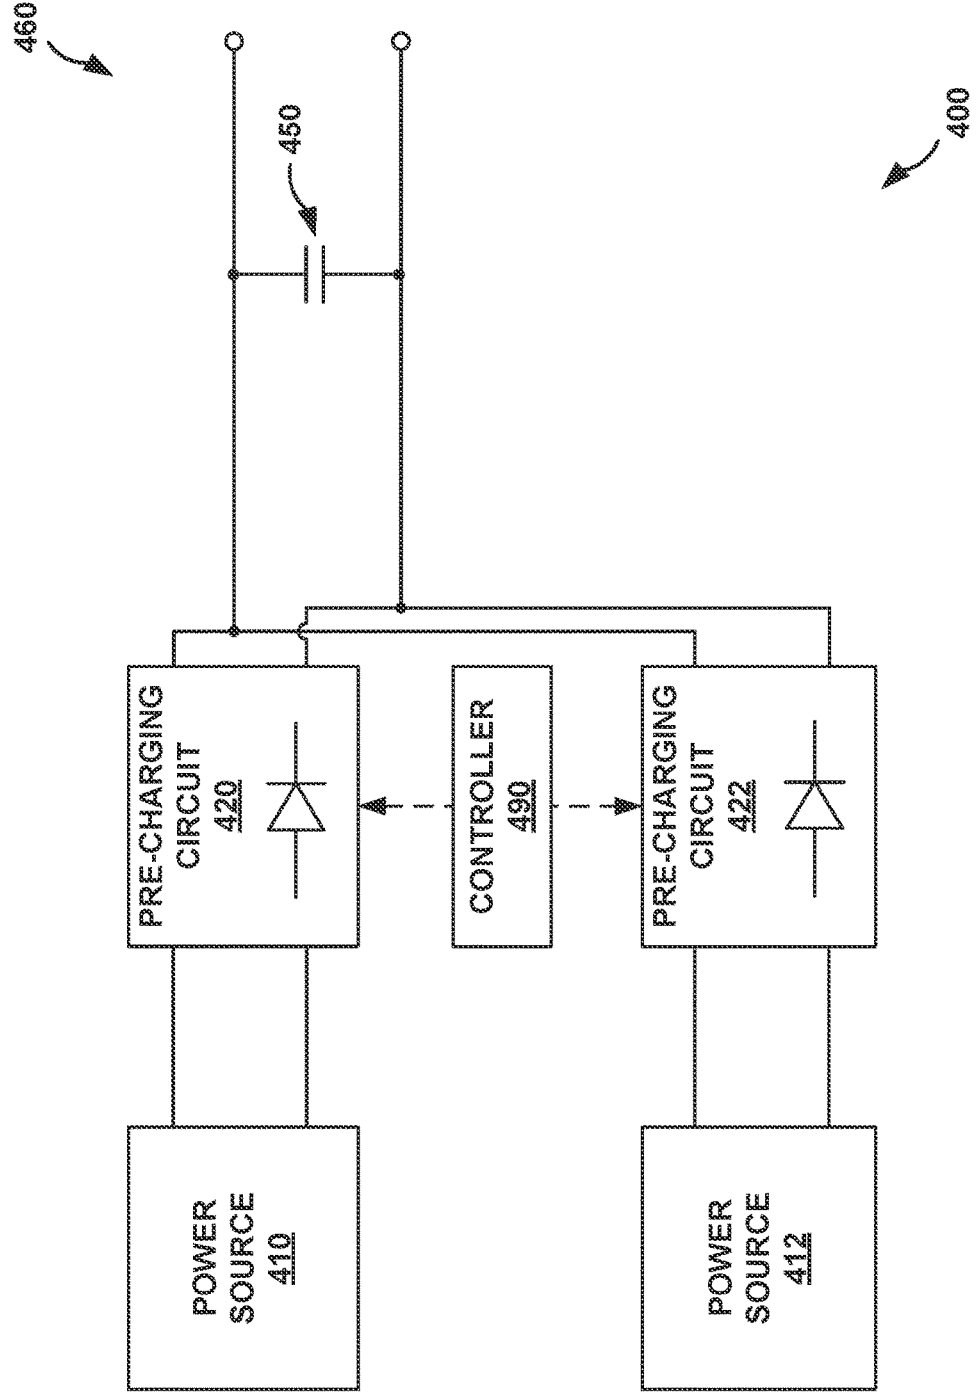 POWER
SOURCE
410
PRE-CHARGING
CIRCUIT
420
450
460
CONTROLLER
490
POWER
SOURCE
412
PRE-CHARGING
CIRCUIT
422
400